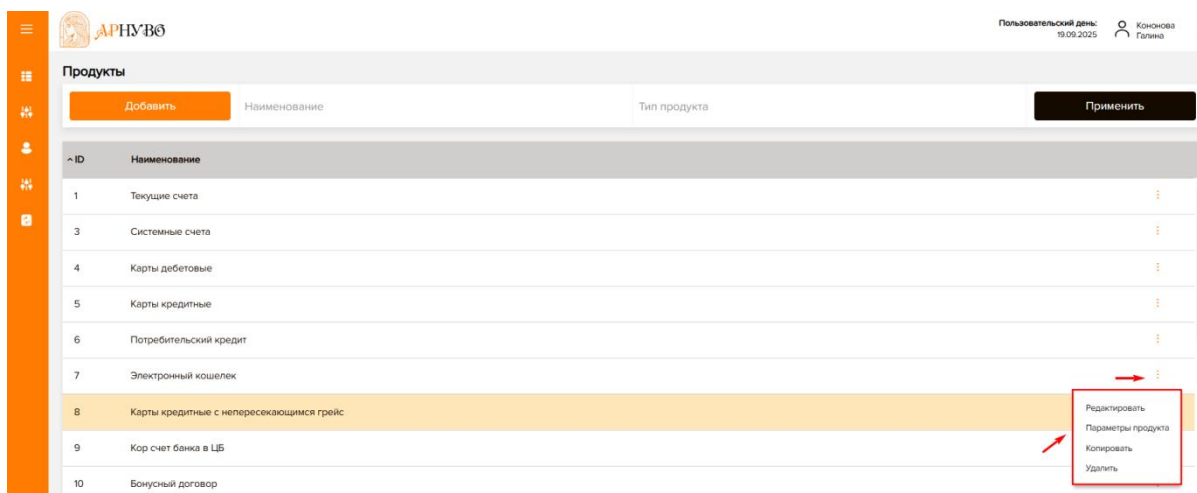 АРНУВО
Пользовательский день:
19.09.2025
Кононова
Галина
Продукты
Добавить Наименование Тип продукта Применить
ID Наименование
1 Текущие счета
3 Системные счета
4 Карты дебетовые
5 Карты кредитные
6 Потребительский кредит
7 Электронный кошелек
8 Карты кредитные с непересекающимся грейс
9 Кор счет банка в ЦБ
10 Бонусный договор
Редактировать
Параметры продукта
Копировать
Удалить